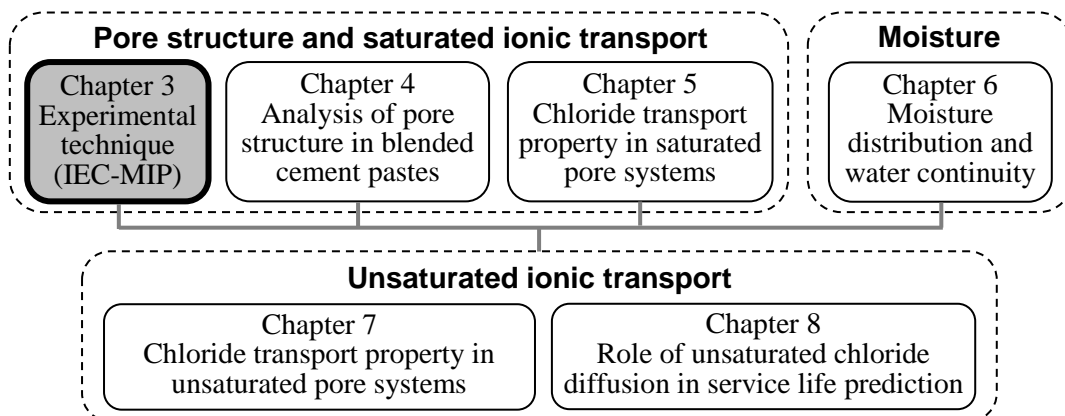 Pore structure and saturated ionic transport
Chapter 3
Experimental
technique
(IEC-MIP)
Chapter 4
Analysis of pore
structure in blended
cement pastes
Chapter 5
Chloride transport
property in saturated
pore systems
Moisture
Chapter 6
Moisture
distribution and
water continuity
Unsaturated ionic transport
Chapter 7
Chloride transport property in
unsaturated pore systems
Chapter 8
Role of unsaturated chloride
diffusion in service life prediction